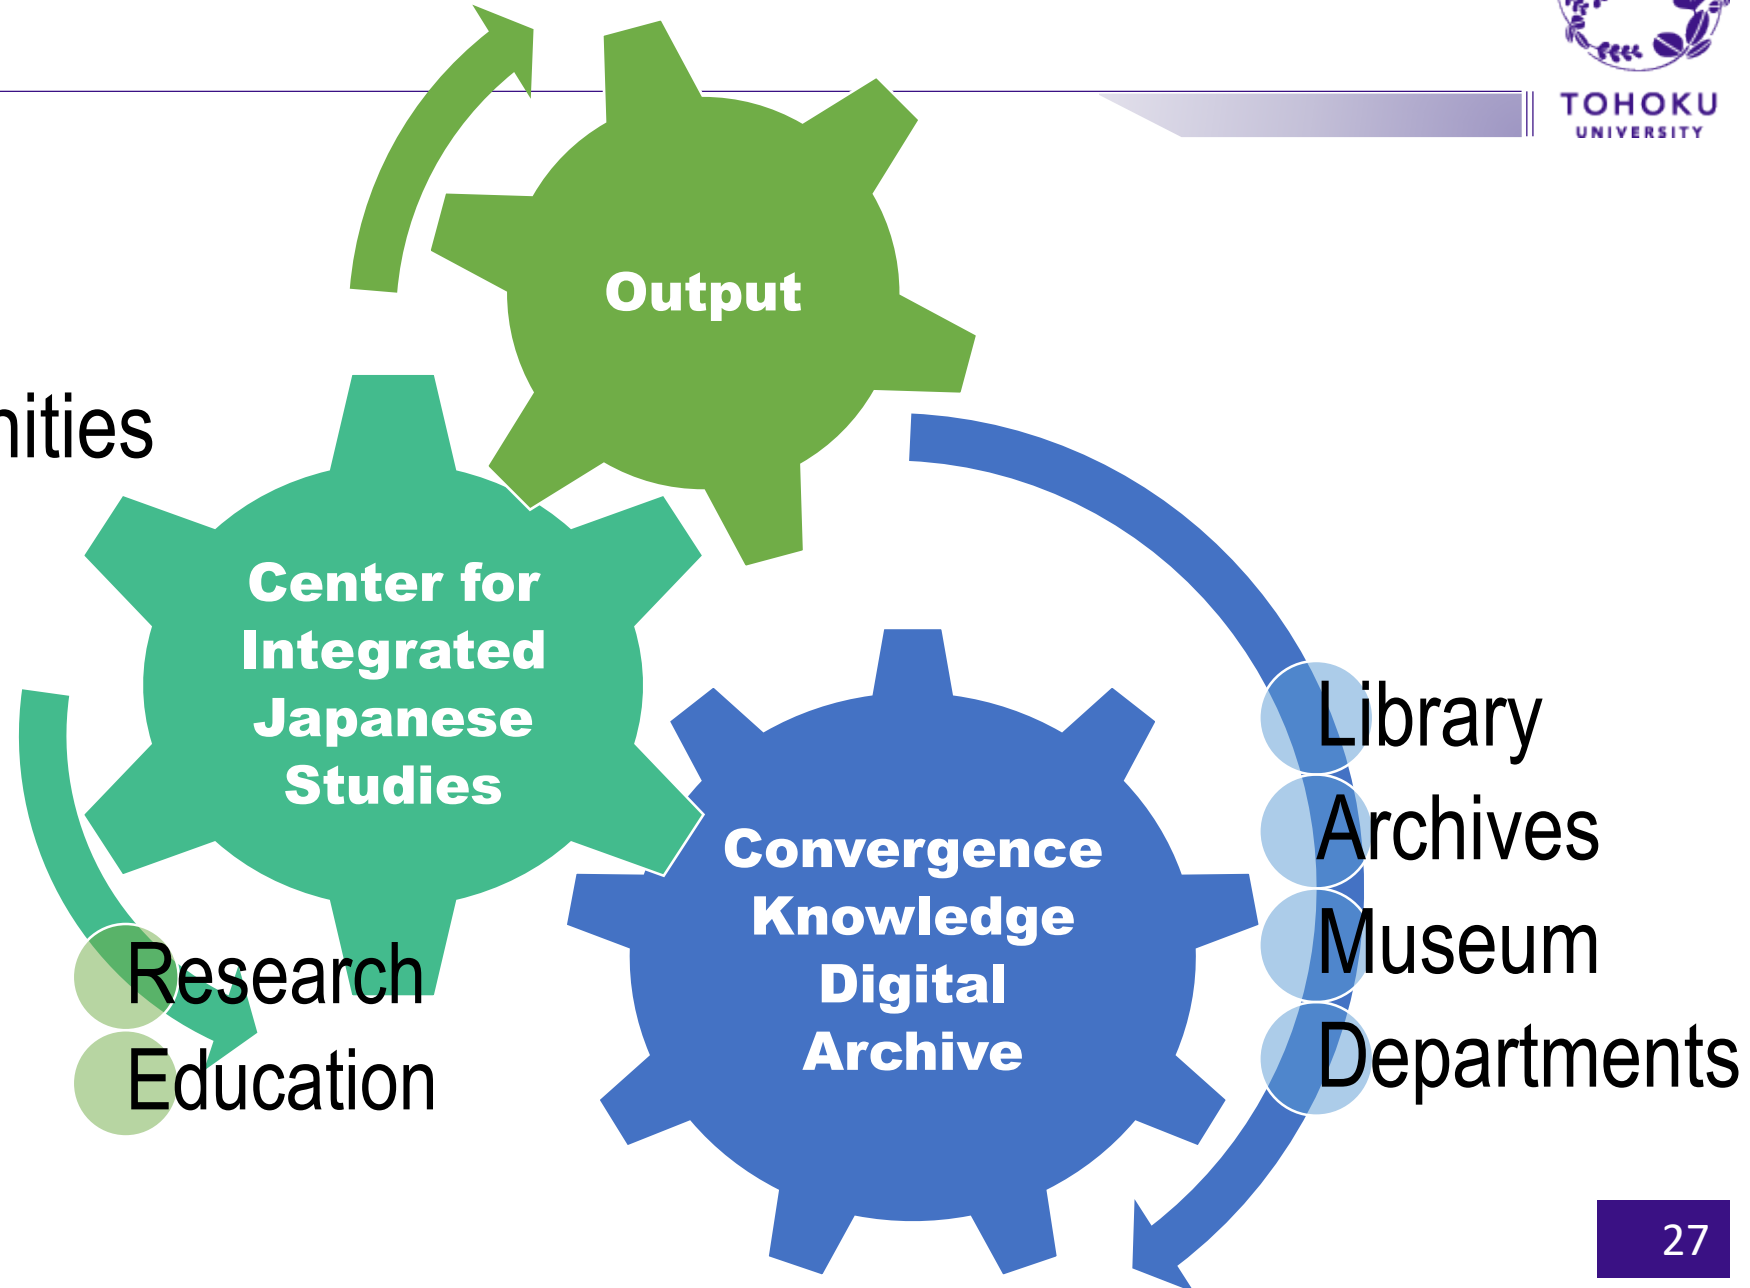 TOHOKU
UNIVERSITY
Output
Center for
Integrated
Japanese
Studies
Convergence
Knowledge
Digital
Archive
Library
Archives
Museum
Departments
Research
Education
27